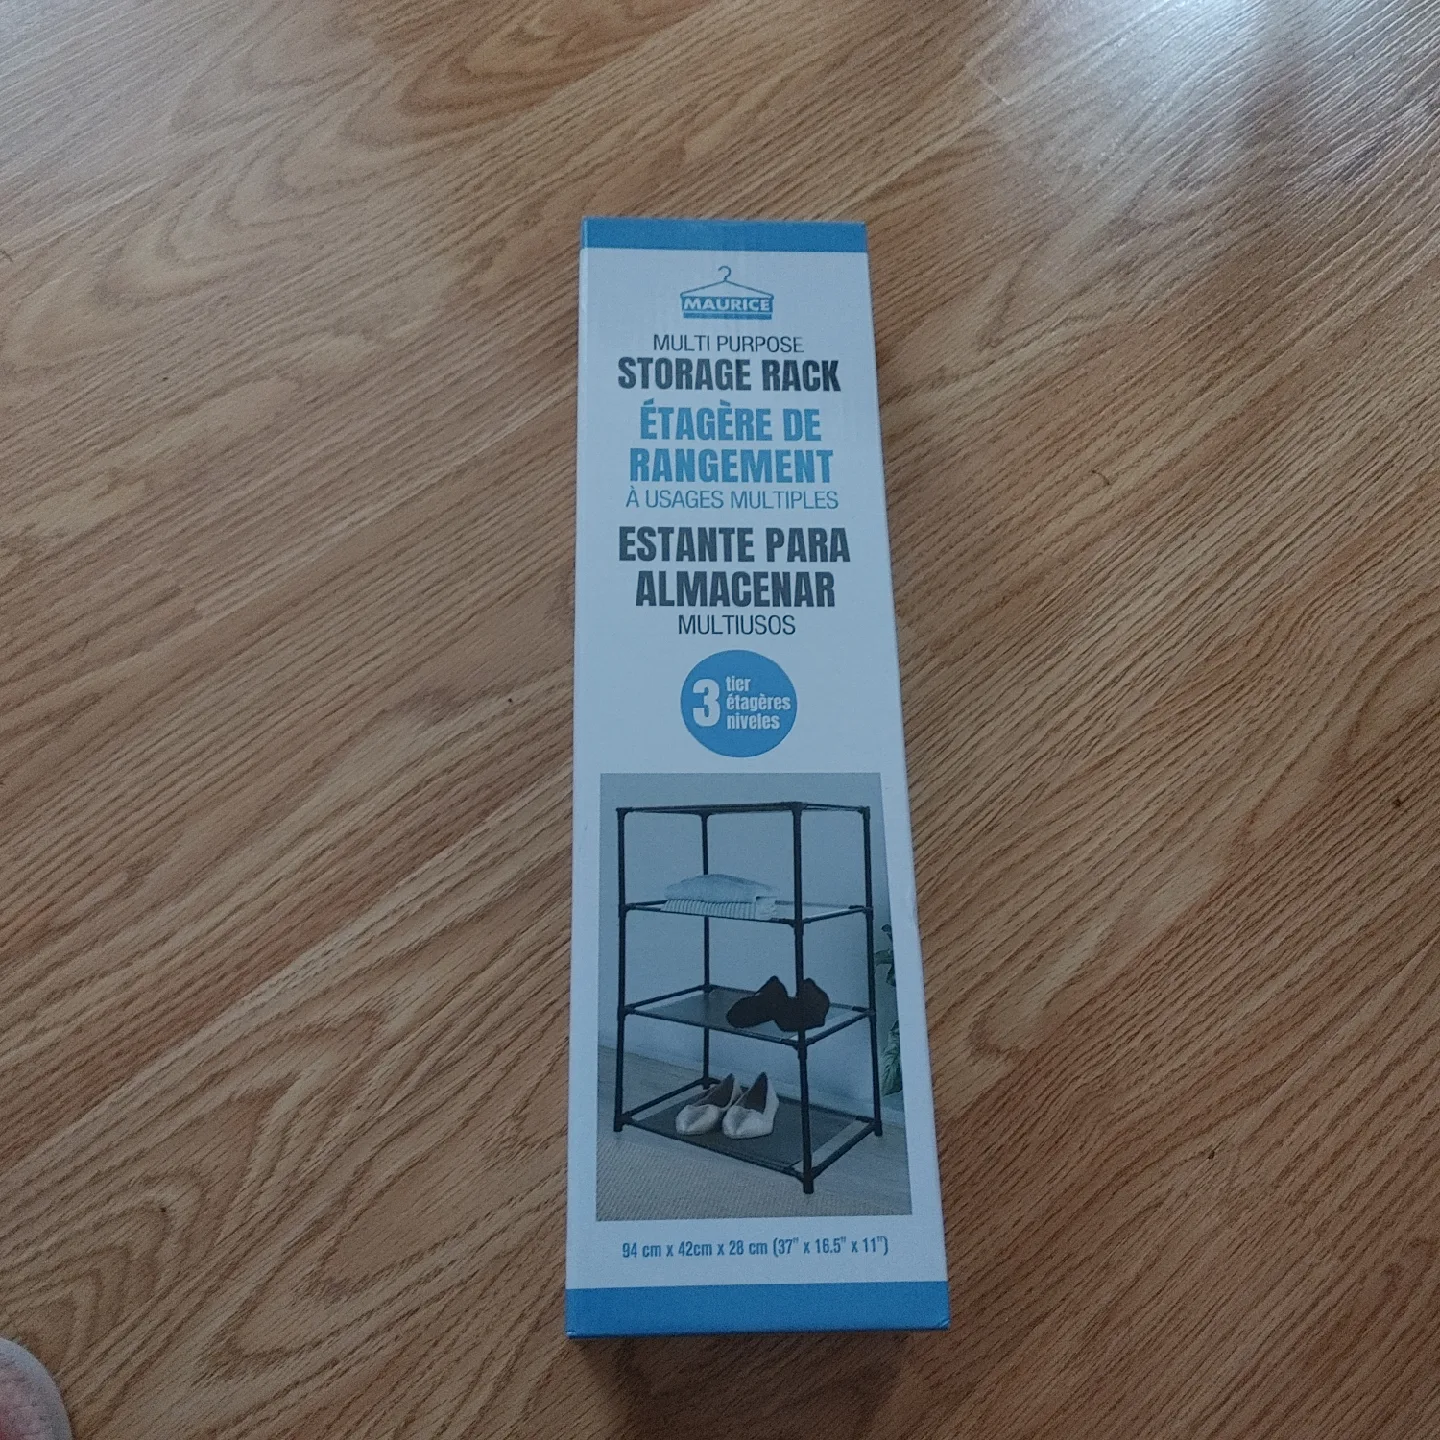 MAURICE
MULTI PURPOSE
STORAGE RACK
ÉTAGÈRE DE
RANGEMENT
À USAGES MULTIPLES
ESTANTE PARA
ALMACENAR
MULTIUSOS
3 tier
étagères
niveles
94 cm x 42cm x 28 cm (37" x 16.5" x 11")